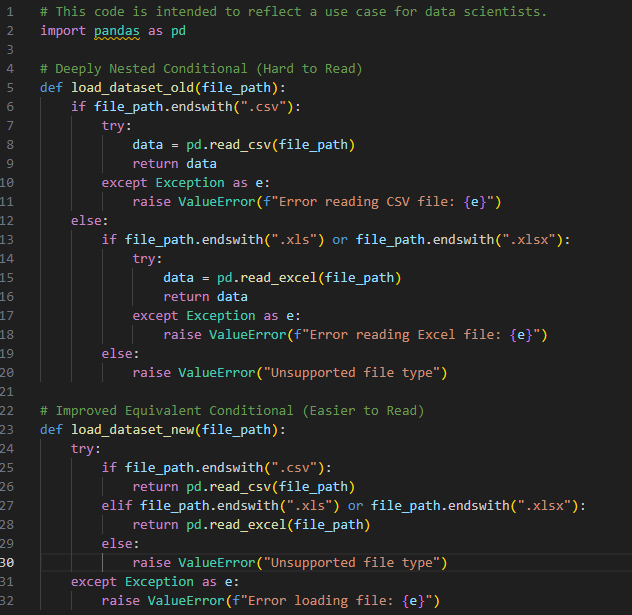 1 # This code is intended to reflect a use case for data scientists.
2 import pandas as pd
3
4 # Deeply Nested Conditional (Hard to Read)
5 def load_dataset_old(file_path):
6     if file_path.endswith(".csv"):
7         try:
8             data = pd.read_csv(file_path)
9             return data
10         except Exception as e:
11             raise ValueError(f"Error reading CSV file: {e}")
12     else:
13         if file_path.endswith(".xls") or file_path.endswith(".xlsx"):
14             try:
15                 data = pd.read_excel(file_path)
16                 return data
17             except Exception as e:
18                 raise ValueError(f"Error reading Excel file: {e}")
19         else:
20             raise ValueError("Unsupported file type")
21
22 # Improved Equivalent Conditional (Easier to Read)
23 def load_dataset_new(file_path):
24     try:
25         if file_path.endswith(".csv"):
26             return pd.read_csv(file_path)
27         elif file_path.endswith(".xls") or file_path.endswith(".xlsx"):
28             return pd.read_excel(file_path)
29         else:
30             raise ValueError("Unsupported file type")
31     except Exception as e:
32         raise ValueError(f"Error loading file: {e}")